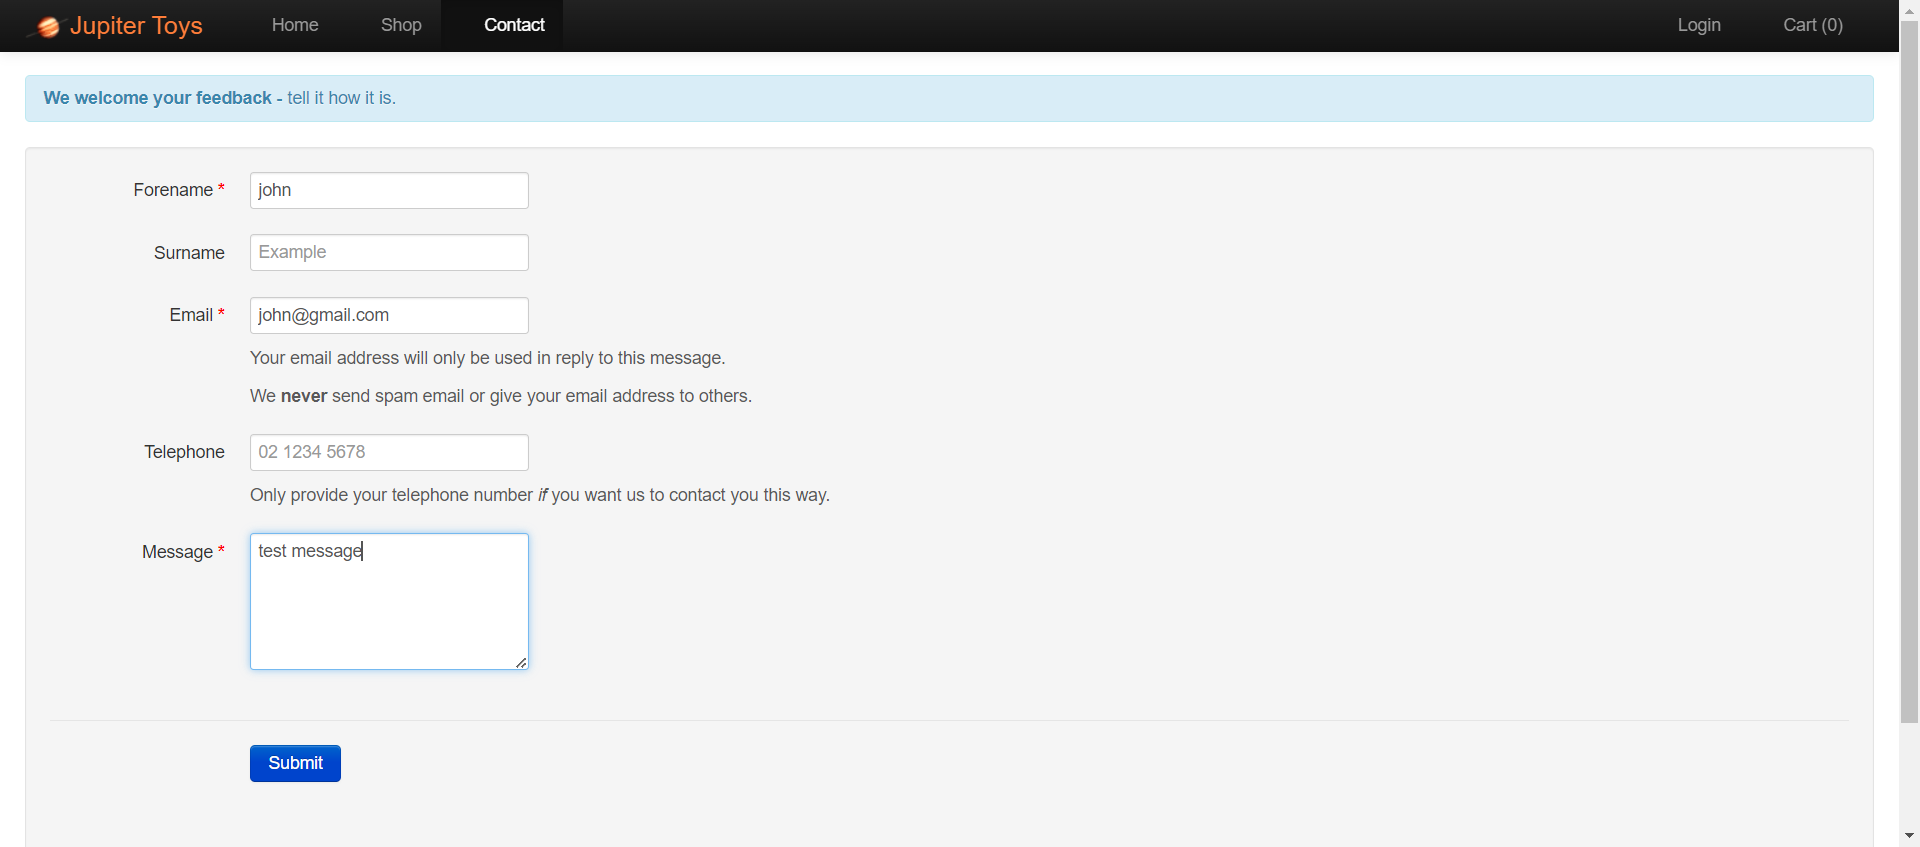 Jupiter Toys Home Shop Contact Login Cart (0)
We welcome your feedback - tell it how it is.
Forename * john
Surname Example
Email * john@gmail.com
Your email address will only be used in reply to this message.
We never send spam email or give your email address to others.
Telephone 02 1234 5678
Only provide your telephone number if you want us to contact you this way.
Message * test message
Submit